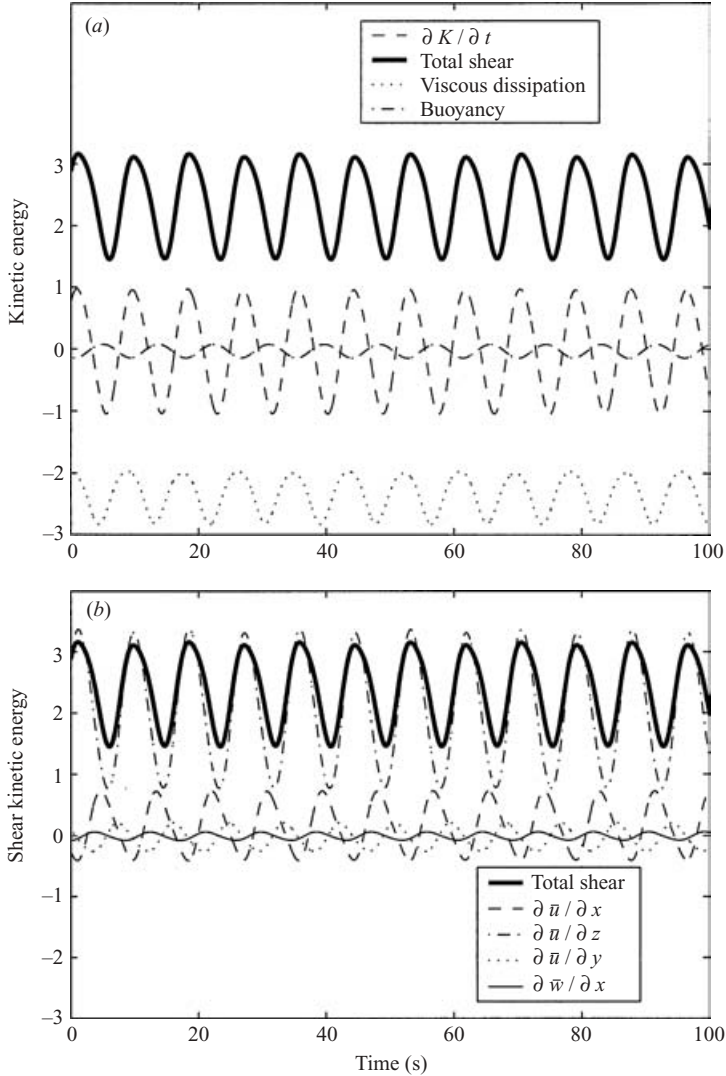 (a)
∂ K / ∂ t
Total shear
Viscous dissipation
Buoyancy
Kinetic energy
3
2
1
0
–1
–2
–3
0
20
40
60
80
100
(b)
Shear kinetic energy
3
2
1
0
–1
–2
–3
Total shear
∂ ū / ∂ x
∂ ū / ∂ z
∂ ū / ∂ y
∂ w̄ / ∂ x
0
20
40
60
80
100
Time (s)